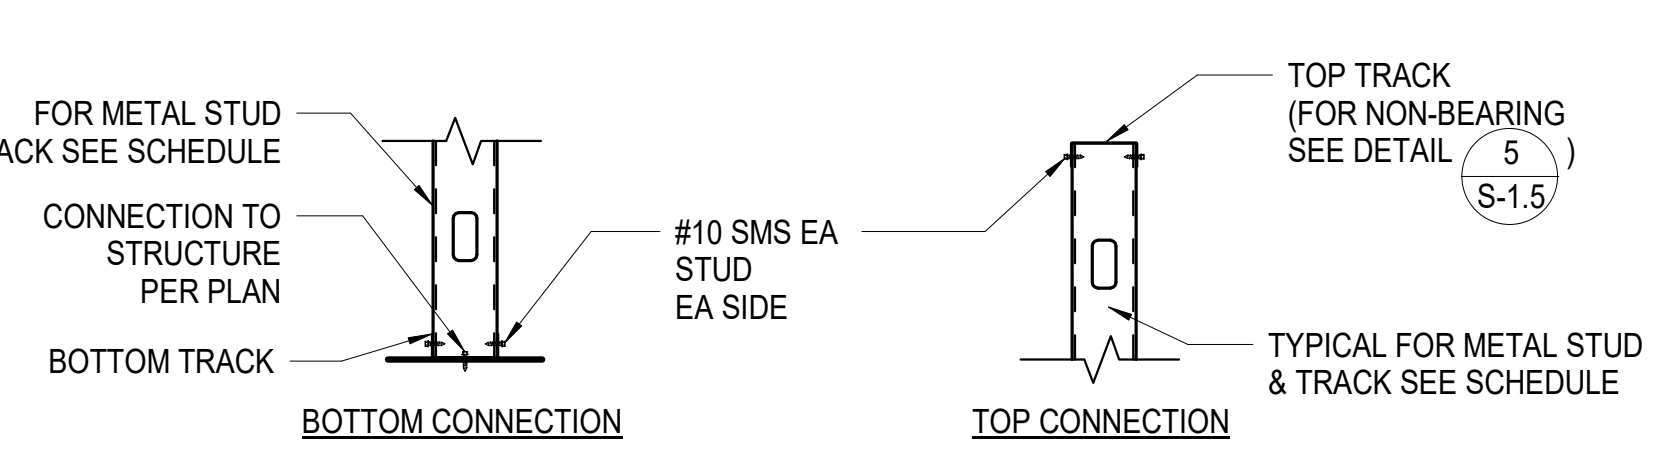 FOR METAL STUD
SEE SCHEDULE
CONNECTION TO
STRUCTURE
PER PLAN
BOTTOM TRACK
BOTTOM CONNECTION
#10 SMS EA
STUD
EA SIDE
TOP TRACK
(FOR NON-BEARING
SEE DETAIL 5 )
S-1.5
TYPICAL FOR METAL STUD
& TRACK SEE SCHEDULE
TOP CONNECTION